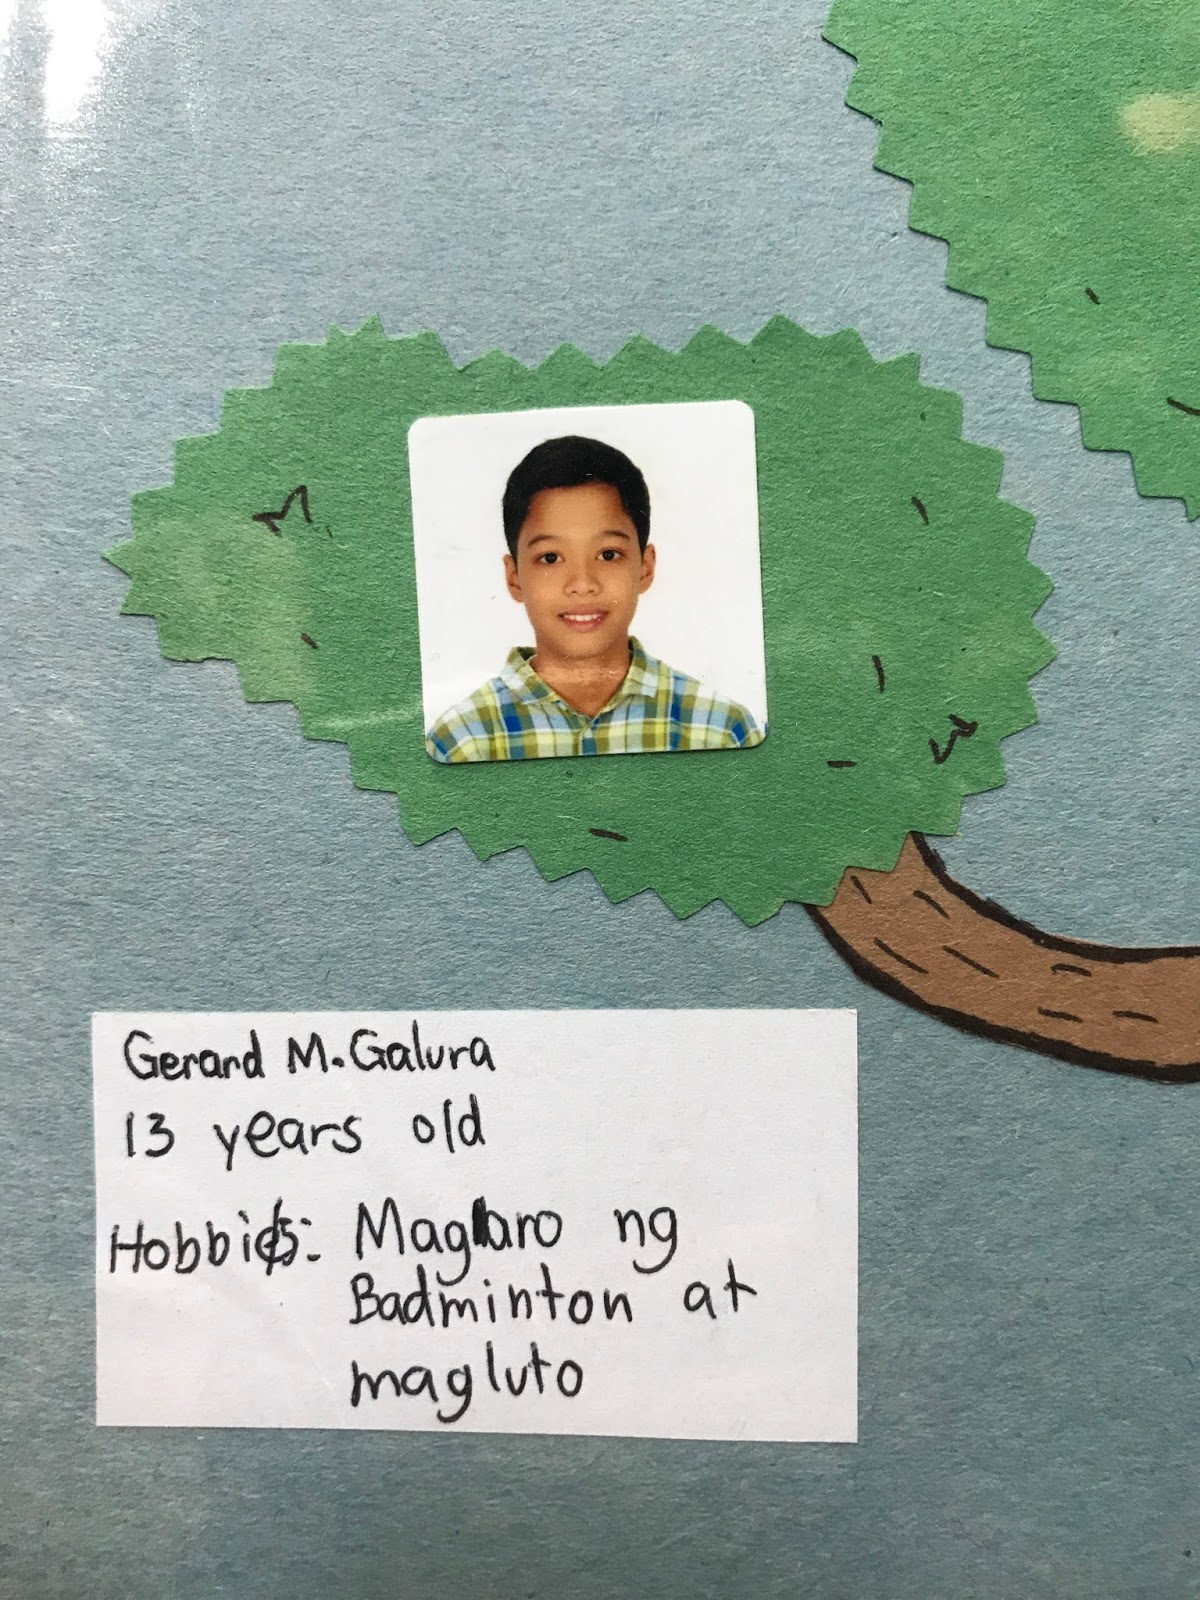 Gerard M. Galura
13 years old
Hobbies: Maglaro ng
Badminton at
magluto